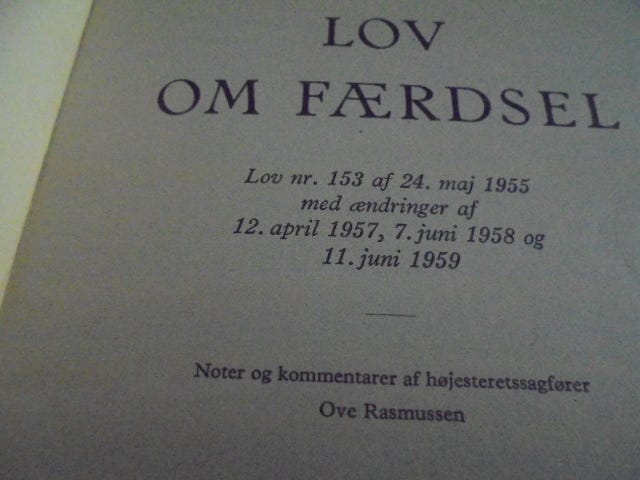 LOV
OM FÆRDSEL
Lov nr. 153 af 24. maj 1955
med ændringer af
12. april 1957, 7. juni 1958 og
11. juni 1959
Noter og kommentarer af højesteretssagfører
Ove Rasmussen